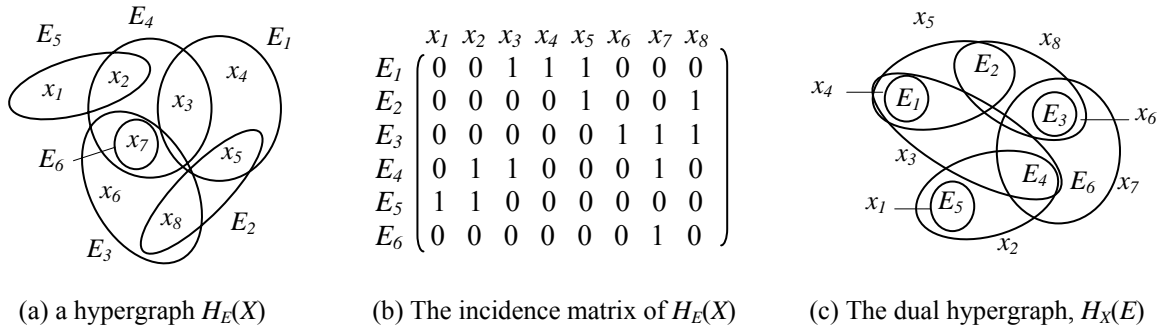 E5 E4 E1
x1 x2 x3 x4
E6 x7 x5
x6 x8
E3 E2
(a) a hypergraph HE(X)
x1 x2 x3 x4 x5 x6 x7 x8
E1 0 0 1 1 1 0 0 0
E2 0 0 0 0 1 0 0 1
E3 0 0 0 0 0 1 1 1
E4 0 1 1 0 0 0 1 0
E5 1 1 0 0 0 0 0 0
E6 0 0 0 0 0 0 1 0
(b) The incidence matrix of HE(X)
x5 x8
E2
x4 E1 E3 x6
x3 E4 E6 x7
x1 E5
x2
(c) The dual hypergraph, HX(E)